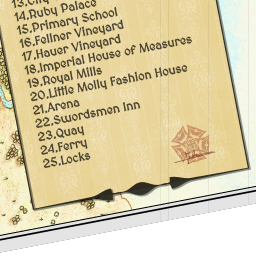 13.City
14.Ruby Palace
15.Primary School
16.Fellner Vineyard
17.Hauer Vineyard
18.Imperial House of Measures
19.Royal Mills
20.Little Molly Fashion House
21.Arena
22.Swordsmen Inn
23.Quay
24.Ferry
25.Locks